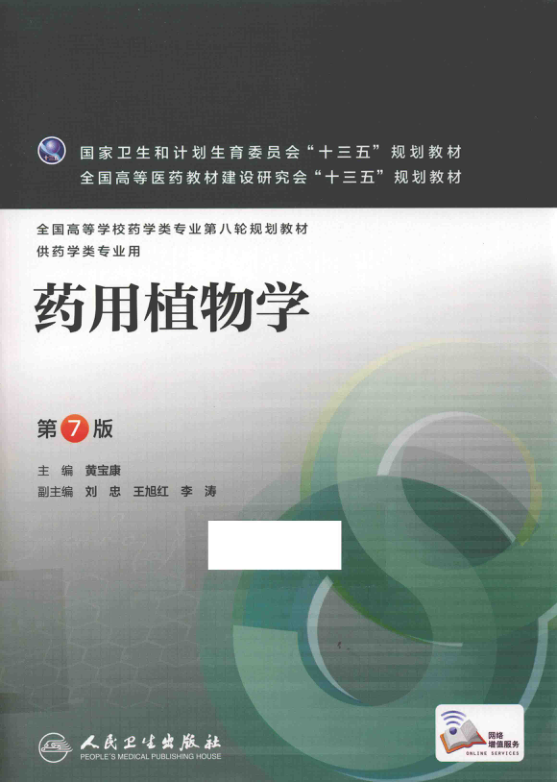 国家卫生和计划生育委员会“十三五”规划教材
全国高等医药教材建设研究会“十三五”规划教材
全国高等学校药学类专业第八轮规划教材
供药学类专业用
药用植物学
第7版
主 编 黄宝康
副主编 刘 忠 王旭红 李 涛
人民卫生出版社
PEOPLE'S MEDICAL PUBLISHING HOUSE
网络
增值服务
ONLINE SERVICES